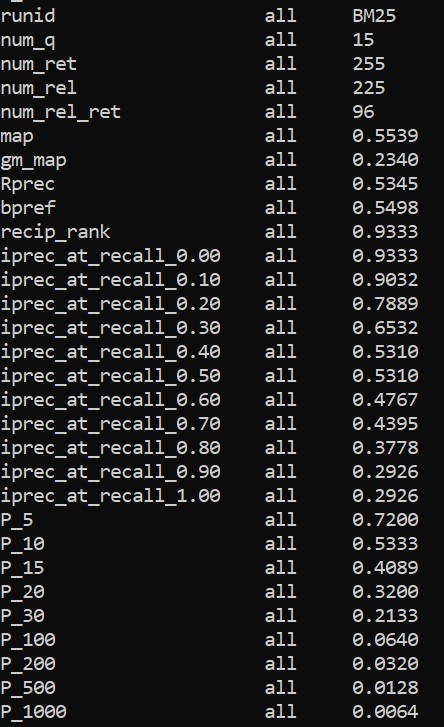 runid all BM25
num_q all 15
num_ret all 255
num_rel all 225
num_rel_ret all 96
map all 0.5539
gm_map all 0.2340
Rprec all 0.5345
bpref all 0.5498
recip_rank all 0.9333
iprec_at_recall_0.00 all 0.9333
iprec_at_recall_0.10 all 0.9032
iprec_at_recall_0.20 all 0.7889
iprec_at_recall_0.30 all 0.6532
iprec_at_recall_0.40 all 0.5310
iprec_at_recall_0.50 all 0.5310
iprec_at_recall_0.60 all 0.4767
iprec_at_recall_0.70 all 0.4395
iprec_at_recall_0.80 all 0.3778
iprec_at_recall_0.90 all 0.2926
iprec_at_recall_1.00 all 0.2926
P_5 all 0.7200
P_10 all 0.5333
P_15 all 0.4089
P_20 all 0.3200
P_30 all 0.2133
P_100 all 0.0640
P_200 all 0.0320
P_500 all 0.0128
P_1000 all 0.0064